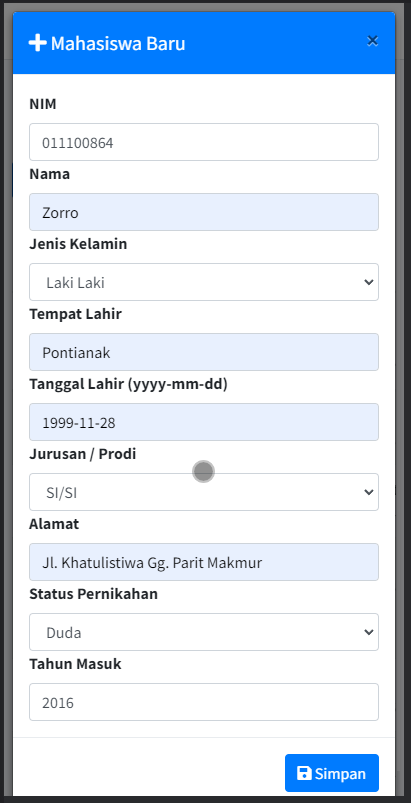 Mahasiswa Baru
×
NIM
011100864
Nama
Zorro
Jenis Kelamin
Laki Laki
Tempat Lahir
Pontianak
Tanggal Lahir (yyyy-mm-dd)
1999-11-28
Jurusan / Prodi
SI/SI
Alamat
Jl. Khatulistiwa Gg. Parit Makmur
Status Pernikahan
Duda
Tahun Masuk
2016
Simpan